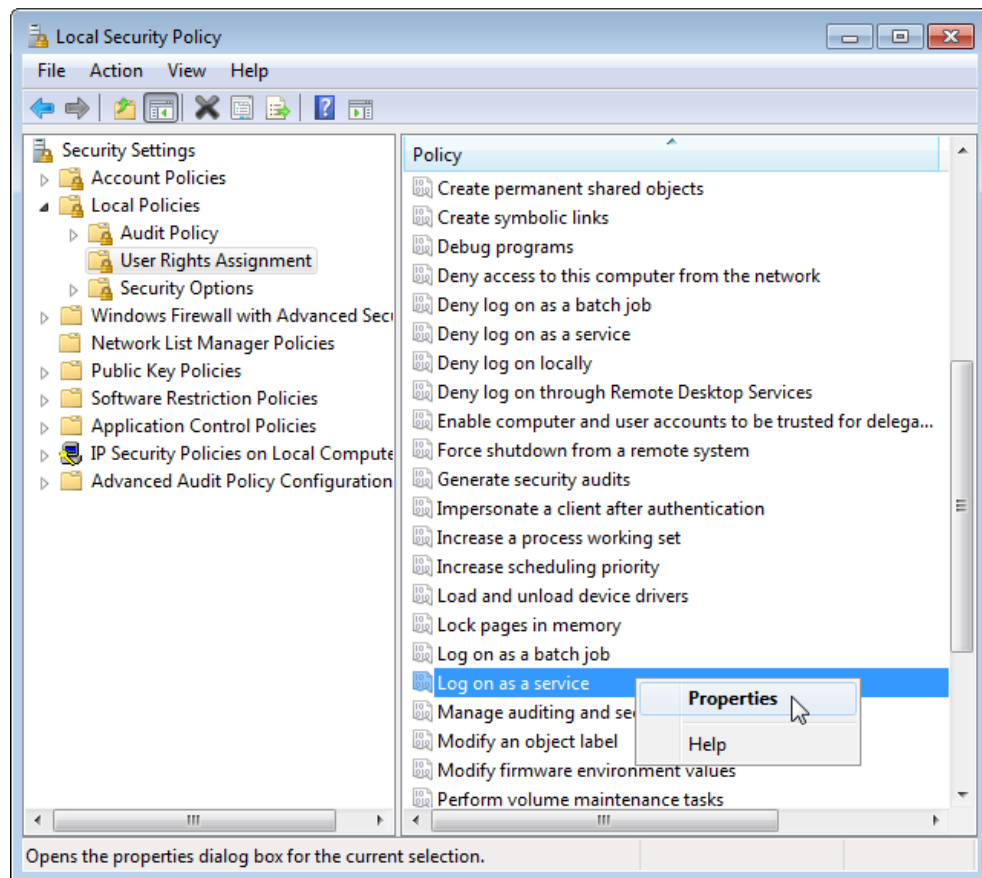 Local Security Policy
File Action View Help
Security Settings
Account Policies
Local Policies
Audit Policy
User Rights Assignment
Security Options
Windows Firewall with Advanced Secu
Network List Manager Policies
Public Key Policies
Software Restriction Policies
Application Control Policies
IP Security Policies on Local Compute
Advanced Audit Policy Configuration
Policy
Create permanent shared objects
Create symbolic links
Debug programs
Deny access to this computer from the network
Deny log on as a batch job
Deny log on as a service
Deny log on locally
Deny log on through Remote Desktop Services
Enable computer and user accounts to be trusted for delega...
Force shutdown from a remote system
Generate security audits
Impersonate a client after authentication
Increase a process working set
Increase scheduling priority
Load and unload device drivers
Lock pages in memory
Log on as a batch job
Log on as a service
Manage auditing and se
Modify an object label
Modify firmware environment values
Perform volume maintenance tasks
Properties
Help
Opens the properties dialog box for the current selection.